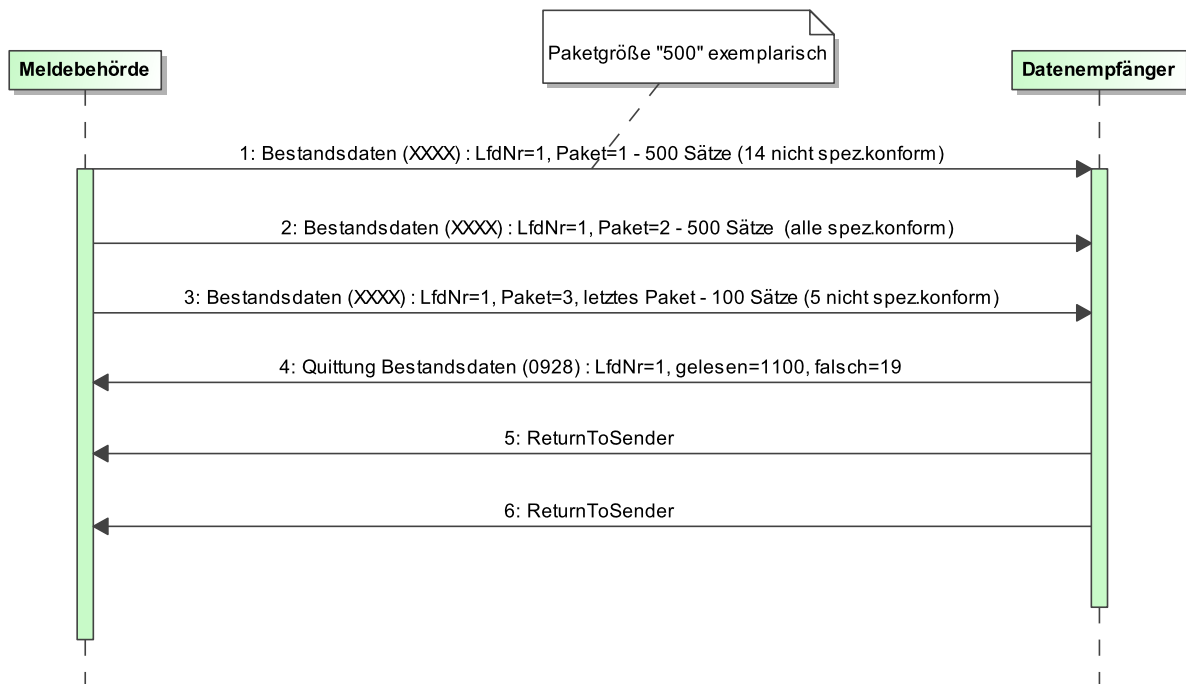 Paketgröße "500" exemplarisch
Meldebehörde
Datenempfänger
1: Bestandsdaten (XXXX) : LfdNr=1, Paket=1 - 500 Sätze (14 nicht spez.konform)
2: Bestandsdaten (XXXX) : LfdNr=1, Paket=2 - 500 Sätze  (alle spez.konform)
3: Bestandsdaten (XXXX) : LfdNr=1, Paket=3, letztes Paket - 100 Sätze (5 nicht spez.konform)
4: Quittung Bestandsdaten (0928) : LfdNr=1, gelesen=1100, falsch=19
5: ReturnToSender
6: ReturnToSender